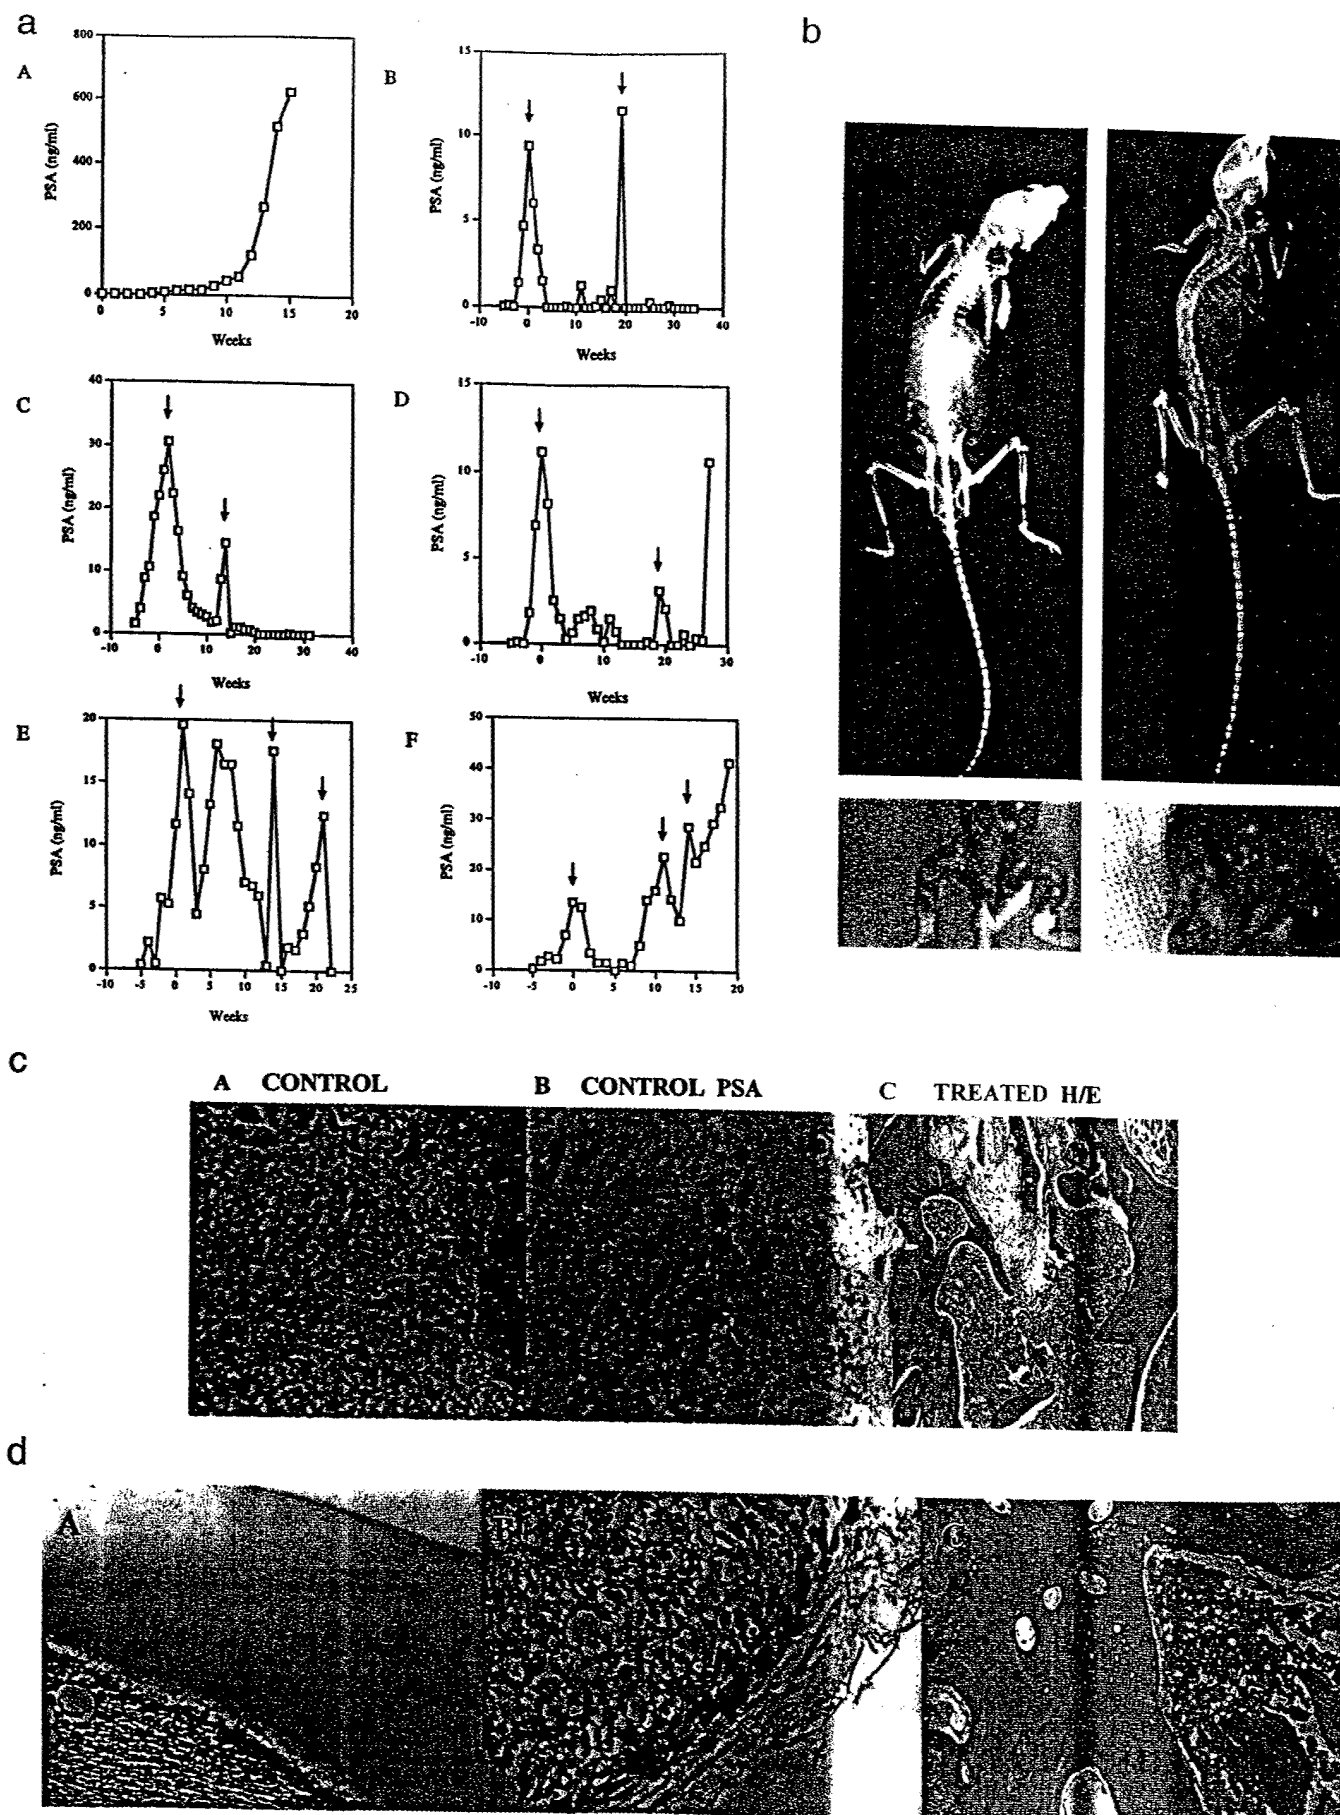 a
b
A
PSA (ng/ml)
800
600
400
200
0
0 5 10 15 20
Weeks
B
PSA (ng/ml)
15
10
5
0
-10 0 10 20 30 40
Weeks
C
PSA (ng/ml)
40
30
20
10
0
-10 0 10 20 30 40
Weeks
D
PSA (ng/ml)
15
10
5
0
-10 0 10 20 30
Weeks
E
PSA (ng/ml)
20
15
10
5
0
-10 -5 0 5 10 15 20 25
Weeks
F
PSA (ng/ml)
50
40
30
20
10
0
-10 -5 0 5 10 15 20
c
A CONTROL
B CONTROL PSA
C TREATED H/E
d
A
B
C